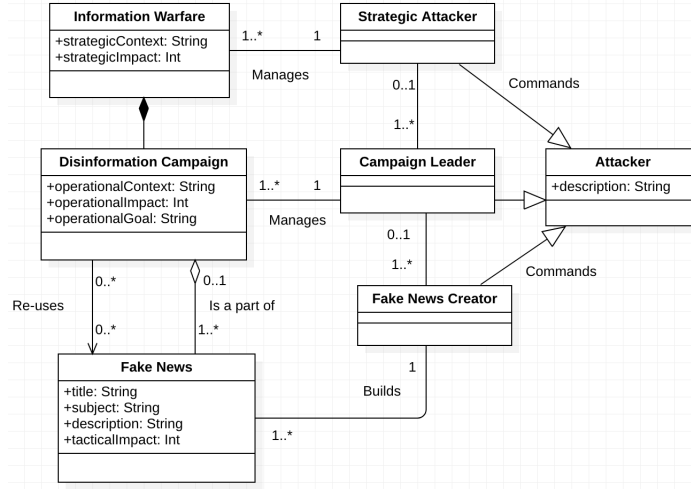 Information Warfare
+strategicContext: String
+strategicImpact: Int
1..*
1
Manages
Strategic Attacker
Commands
0..1
1..*
Disinformation Campaign
+operationalContext: String
+operationalImpact: Int
+operationalGoal: String
1..*
1
Manages
Campaign Leader
Attacker
+description: String
0..1
1..*
Commands
0..*
0..1
Re-uses
Is a part of
0..*
1..*
Fake News Creator
1
Builds
1..*
Fake News
+title: String
+subject: String
+description: String
+tacticalImpact: Int